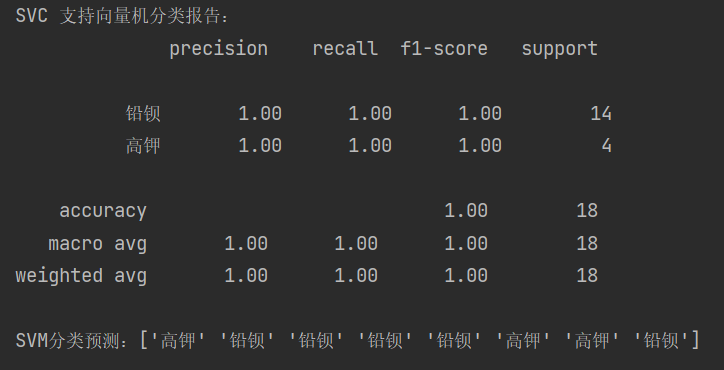 SVC 支持向量机分类报告:
precision recall f1-score support
铅钡 1.00 1.00 1.00 14
高钾 1.00 1.00 1.00 4
accuracy 1.00 18
macro avg 1.00 1.00 1.00 18
weighted avg 1.00 1.00 1.00 18
SVM分类预测: ['高钾' '铅钡' '铅钡' '铅钡' '铅钡' '高钾' '高钾' '铅钡']